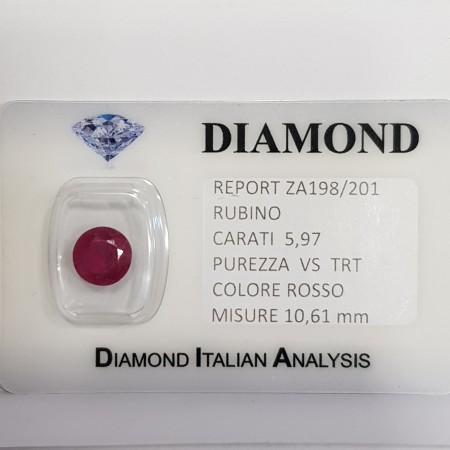 DIAMOND
REPORT ZA198/201
RUBINO
CARATI 5,97
PUREZZA VS TRT
COLORE ROSSO
MISURE 10,61 mm
DIAMOND ITALIAN ANALYSIS